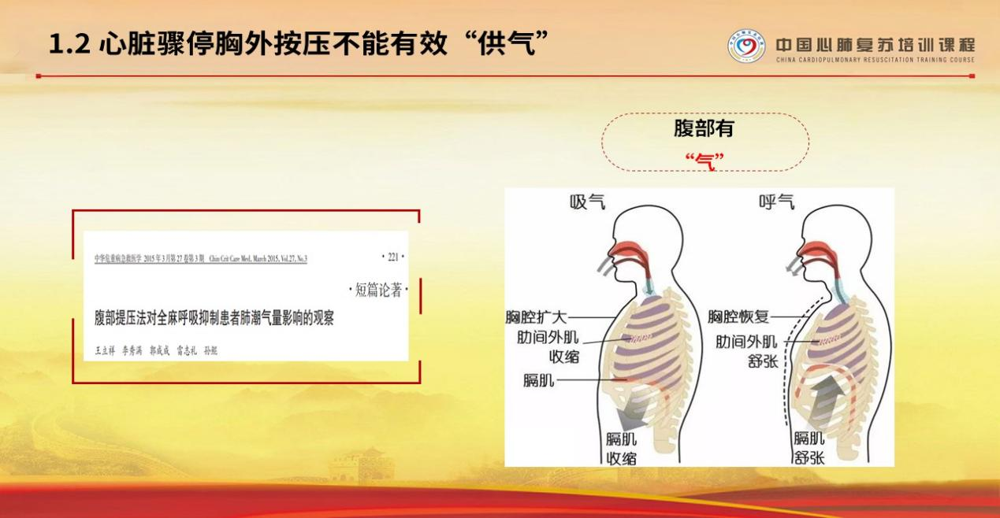 1.2 心脏骤停胸外按压不能有效“供气”
中国心肺复苏培训课程
CHINA CARDIOPULMONARY RESUSCITATION TRAINING COURSE
腹部有
“气”
中华危重病急救医学 2015年3月第27卷第3期 Chin Crit Care Med, March 2015, Vol.27, No.3
·221·
·短篇论著·
腹部提压法对全麻呼吸抑制患者肺潮气量影响的观察
王立祥 李秀满 郭成成 雷志礼 孙鲲
吸气
胸腔扩大
肋间外肌
收缩
膈肌
膈肌
收缩
呼气
胸腔恢复
肋间外肌
舒张
膈肌
舒张